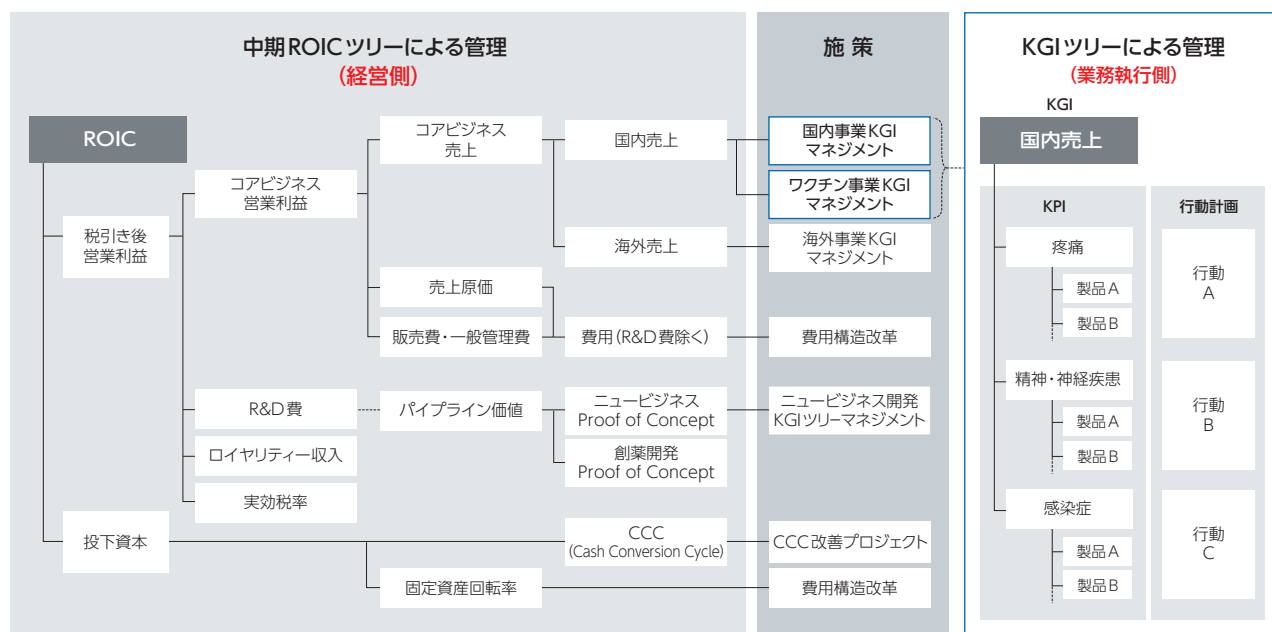 中期ROICツリーによる管理
(経営側)
ROIC
税引き後
営業利益
投下資本
コアビジネス
営業利益
R&D費
ロイヤリティー収入
実効税率
コアビジネス
売上
売上原価
販売費・一般管理費
パイプライン価値
固定資産回転率
国内売上
海外売上
費用(R&D費除く)
ニュービジネス
Proof of Concept
創薬開発
Proof of Concept
CCC
(Cash Conversion Cycle)
施策
国内事業KGI
マネジメント
ワクチン事業KGI
マネジメント
海外事業KGI
マネジメント
費用構造改革
ニュービジネス開発
KGIツリーマネジメント
CCC改善プロジェクト
費用構造改革
KGIツリーによる管理
(業務執行側)
KGI
国内売上
KPI
疼痛
製品A
製品B
精神・神経疾患
製品A
製品B
感染症
製品A
製品B
行動計画
行動
A
行動
B
行動
C